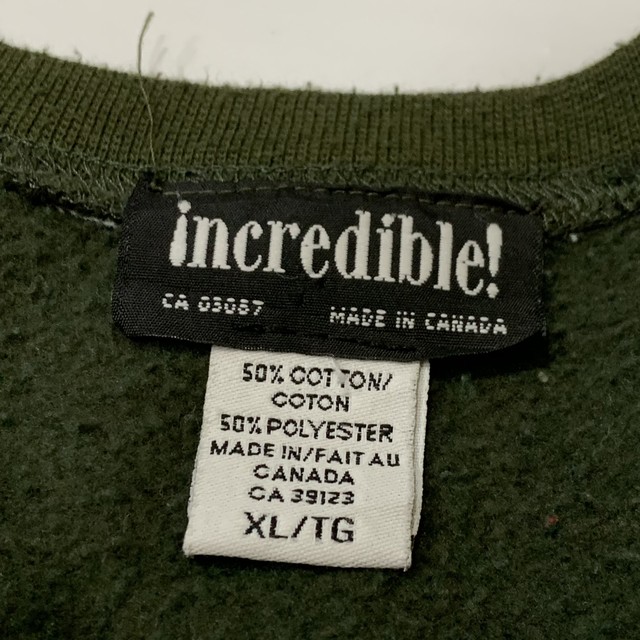 ¡ncredible!
CA 03087 MADE IN CANADA
50% COTTON/
COTON
50% POLYESTER
MADE IN/FAIT AU
CANADA
CA 39123
XL/TG